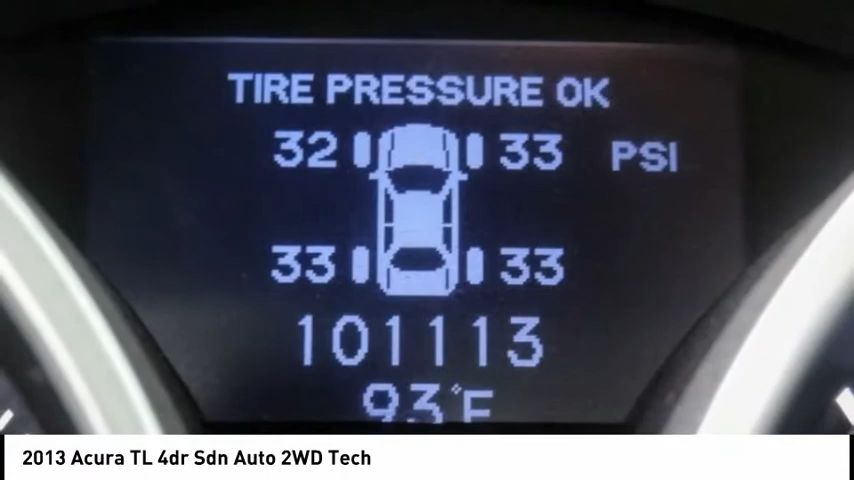 TIRE PRESSURE OK
32 33 PSI
33 33
101113
93°F
2013 Acura TL 4dr Sdn Auto 2WD Tech